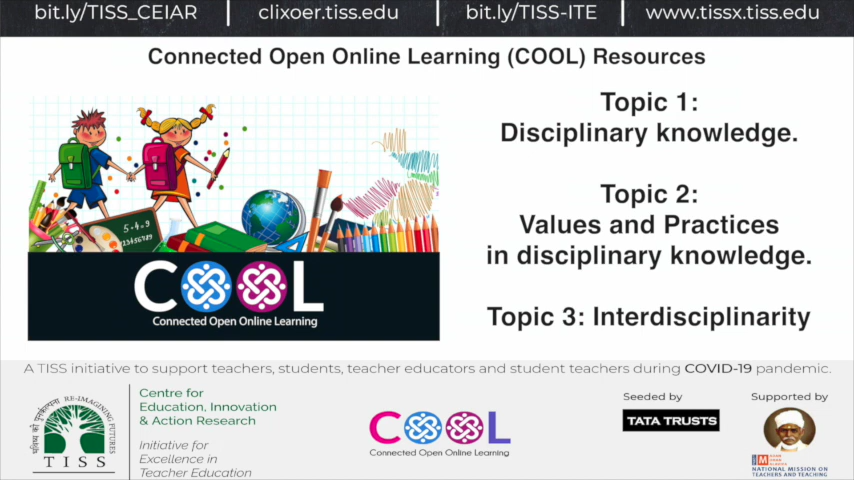 bit.ly/TISS_CEIAR | clixoer.tiss.edu | bit.ly/TISS-ITE | www.tissx.tiss.edu
Connected Open Online Learning (COOL) Resources
Topic 1:
Disciplinary knowledge.
Topic 2:
Values and Practices
in disciplinary knowledge.
Topic 3: Interdisciplinarity
5-4=9
123456789
COOL
Connected Open Online Learning
A TISS initiative to support teachers, students, teacher educators and student teachers during COVID-19 pandemic.
RE-IMAGINING FUTURES
TISS
Centre for
Education, Innovation
& Action Research
Initiative for
Excellence in
Teacher Education
COOL
Connected Open Online Learning
Seeded by
TATA TRUSTS
Supported by
NATIONAL MISSION ON
TEACHERS AND TEACHING